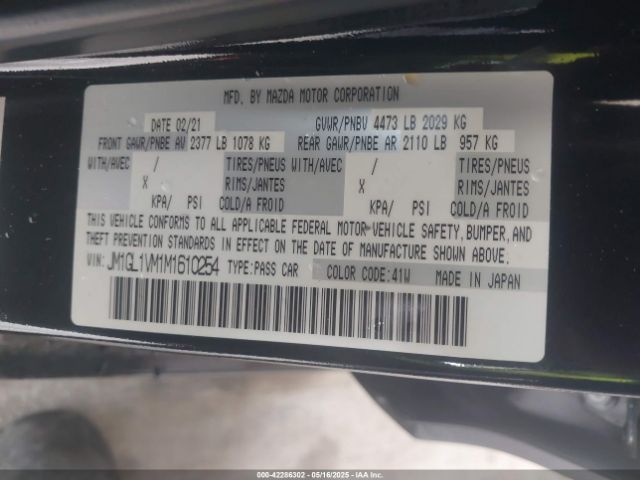 MFD. BY MAZDA MOTOR CORPORATION
DATE 02/21 GVWR/PNBV 4473 LB 2029 KG
FRONT GAWR/PNBE AV 2377 LB 1078 KG REAR GAWR/PNBE AR 2110 LB 957 KG
WITH/AVEC / TIRES/PNEUS WITH/AVEC / TIRES/PNEUS
X RIMS/JANTES X RIMS/JANTES
KPA/ PSI COLD/A FROID KPA/ PSI COLD/A FROID
THIS VEHICLE CONFORMS TO ALL APPLICABLE FEDERAL MOTOR VEHICLE SAFETY, BUMPER, AND
THEFT PREVENTION STANDARDS IN EFFECT ON THE DATE OF MANUFACTURE SHOWN ABOVE.
VIN: JM1GL1VM1M1610254 TYPE:PASS CAR COLOR CODE:41W MADE IN JAPAN
000-42286302 - 05/16/2025 - IAAI.COM